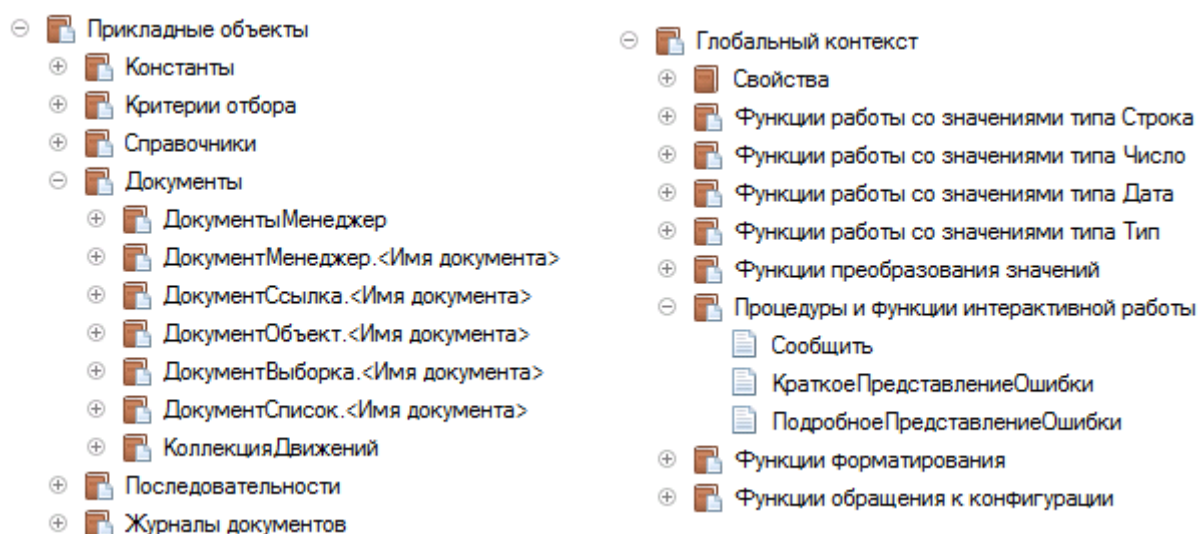 Прикладные объекты
Константы
Критерии отбора
Справочники
Документы
ДокументыМенеджер
ДокументМенеджер.<Имя документа>
ДокументСсылка.<Имя документа>
ДокументОбъект.<Имя документа>
ДокументВыборка.<Имя документа>
ДокументСписок.<Имя документа>
КоллекцияДвижений
Последовательности
Журналы документов
Глобальный контекст
Свойства
Функции работы со значениями типа Строка
Функции работы со значениями типа Число
Функции работы со значениями типа Дата
Функции работы со значениями типа Тип
Функции преобразования значений
Процедуры и функции интерактивной работы
Сообщить
КраткоеПредставлениеОшибки
ПодробноеПредставлениеОшибки
Функции форматирования
Функции обращения к конфигурации